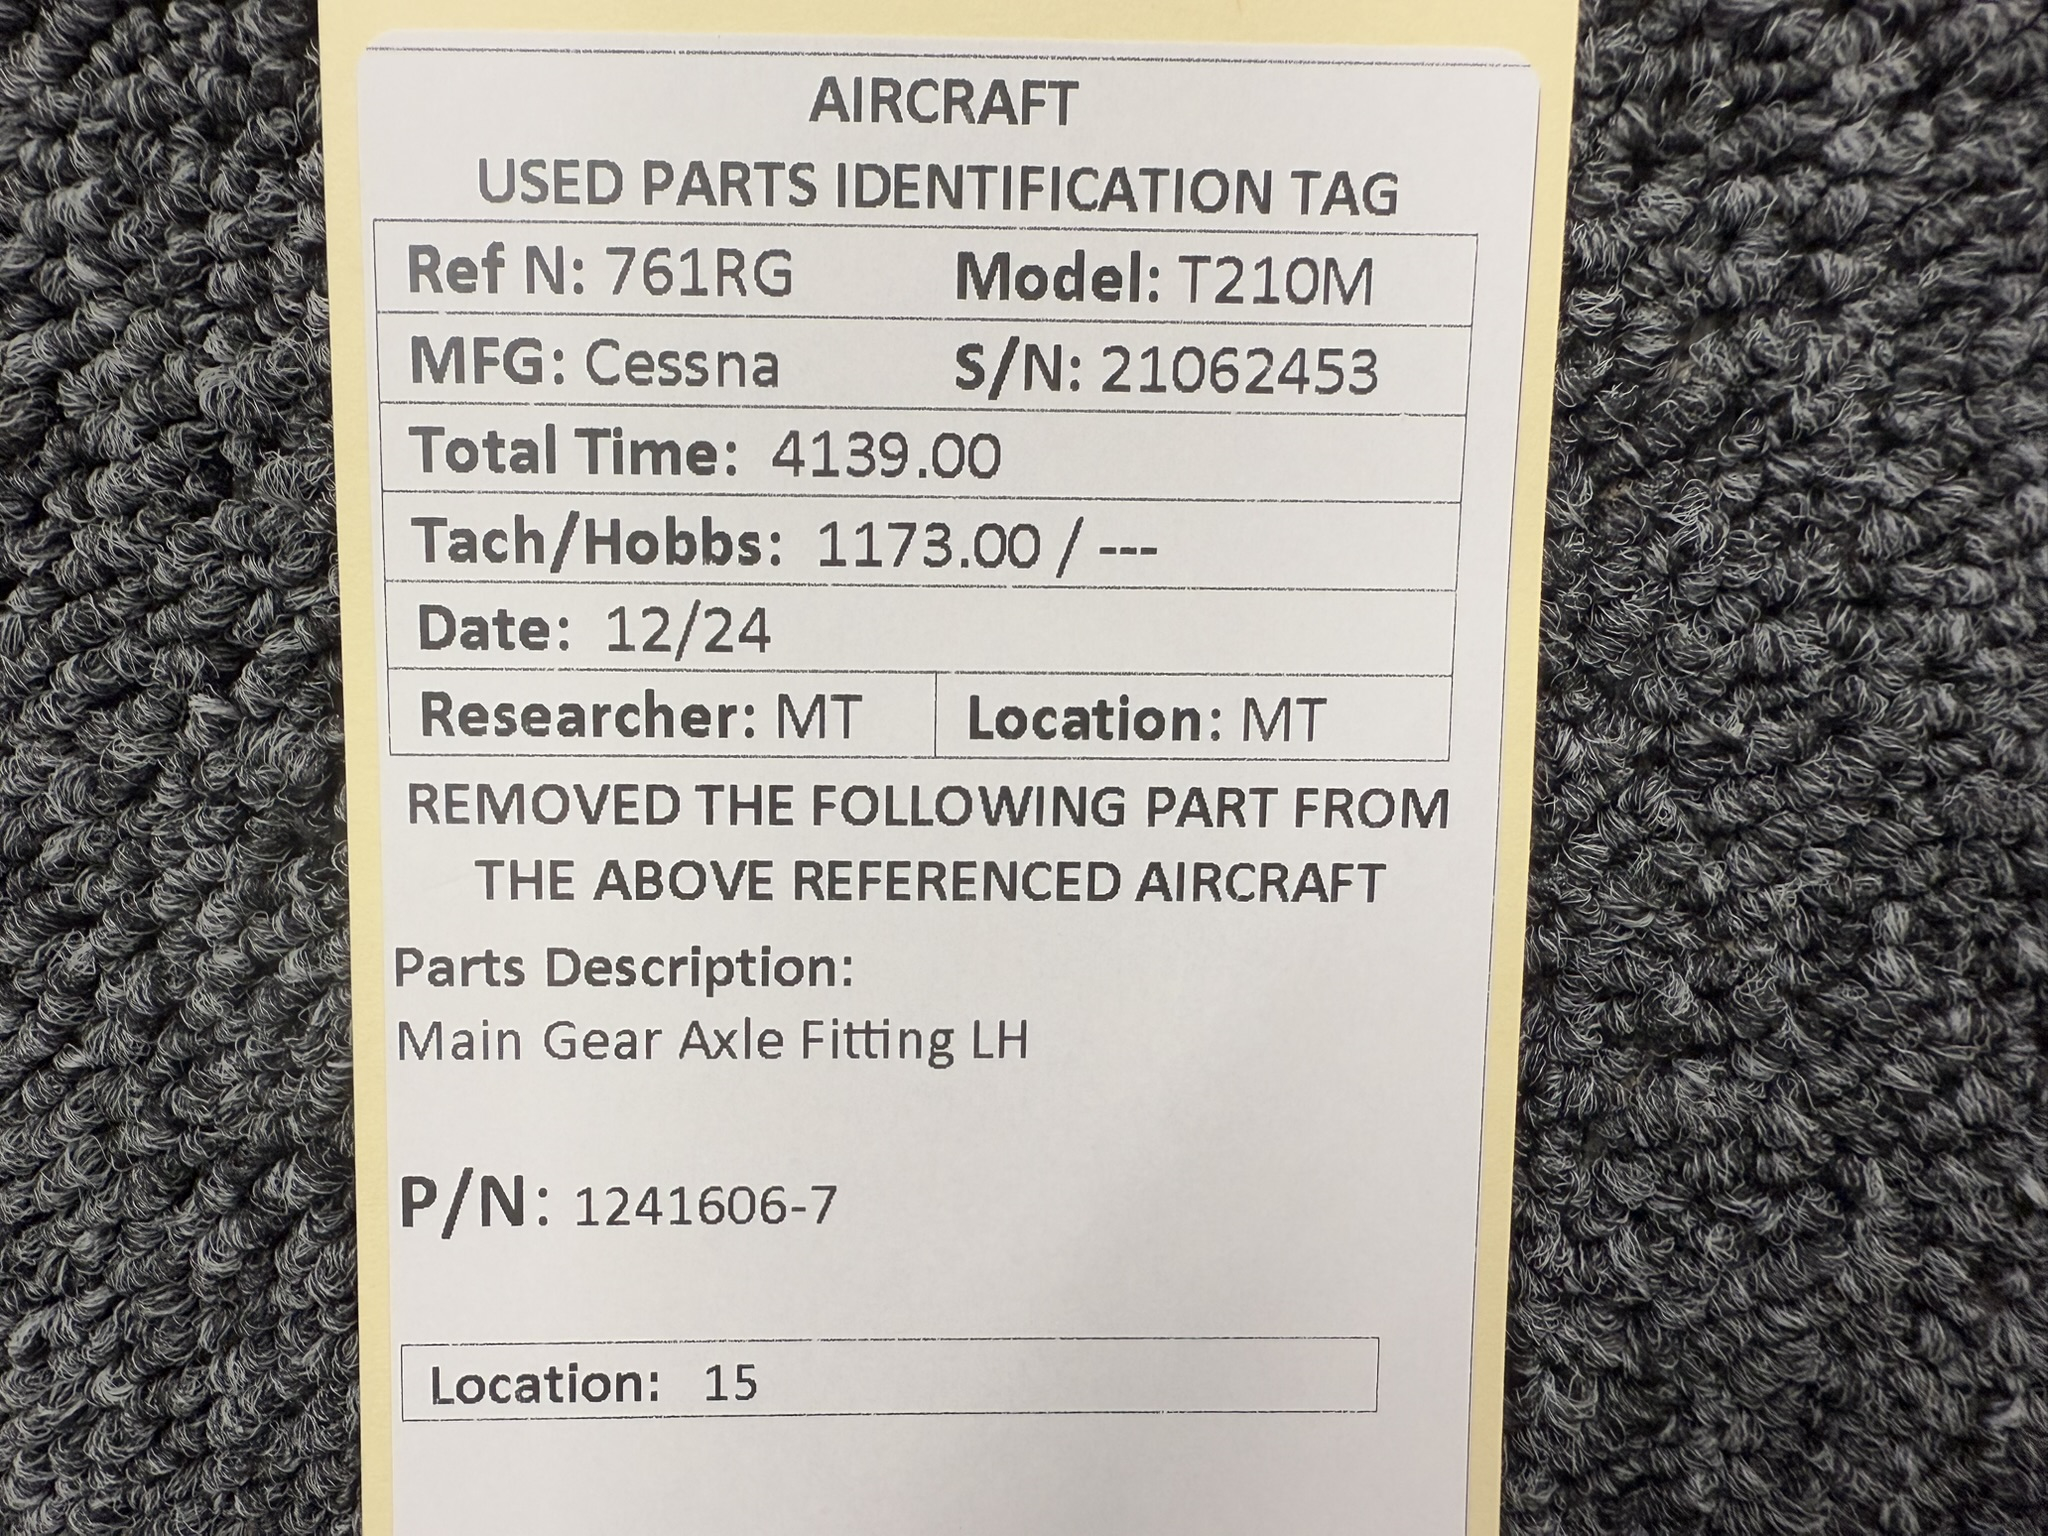 AIRCRAFT
USED PARTS IDENTIFICATION TAG
Ref N: 761RG Model: T210M
MFG: Cessna S/N: 21062453
Total Time: 4139.00
Tach/Hobbs: 1173.00 / ---
Date: 12/24
Researcher: MT Location: MT
REMOVED THE FOLLOWING PART FROM
THE ABOVE REFERENCED AIRCRAFT
Parts Description:
Main Gear Axle Fitting LH
P/N: 1241606-7
Location: 15